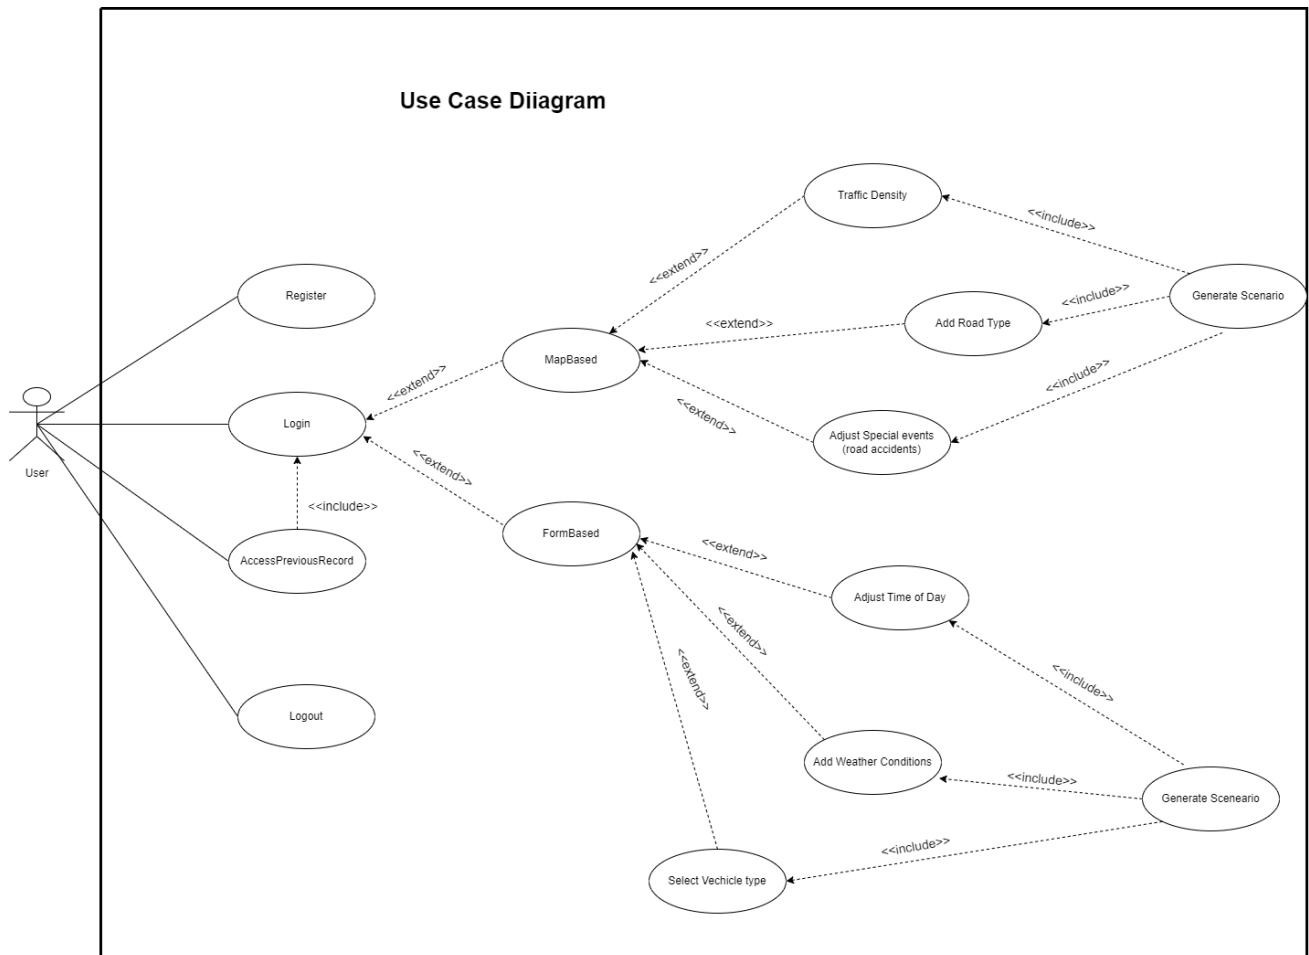 Use Case Diiagram
Traffic Density
<<include>>
<<extend>>
Register
Generate Scenario
<<include>>
Add Road Type
<<extend>>
MapBased
<<extend>>
<<include>>
User
Login
<<extend>>
Adjust Special events
(road accidents)
<<extend>>
<<include>>
FormBased
<<extend>>
AccessPreviousRecord
Adjust Time of Day
<<extend>>
<<extend>>
<<include>>
Logout
Add Weather Conditions
<<include>>
Generate Sceneario
<<include>>
Select Vechicle type